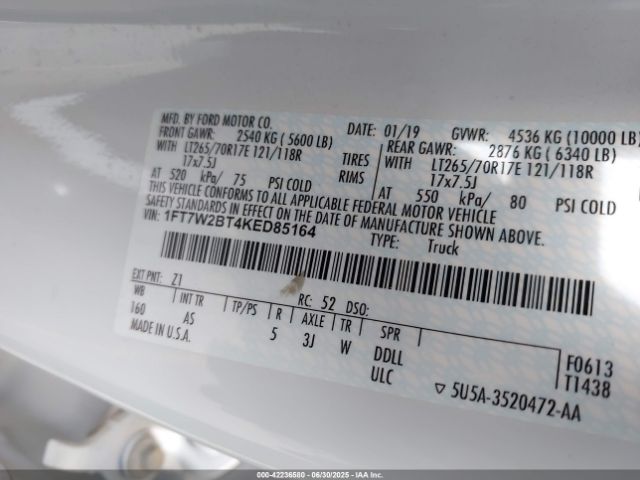 MFD. BY FORD MOTOR CO.
DATE: 01/19 GVWR: 4536 KG (10000 LB)
FRONT GAWR: 2540 KG ( 5600 LB)
REAR GAWR: 2876 KG ( 6340 LB)
WITH LT265/70R17E 121/118R TIRES WITH LT265/70R17E 121/118R
17x7.5J RIMS 17x7.5J
AT 520 kPa/ 75 PSI COLD AT 550 kPa/ 80 PSI COLD
THIS VEHICLE CONFORMS TO ALL APPLICABLE FEDERAL MOTOR VEHICLE
SAFETY STANDARDS IN EFFECT ON THE DATE OF MANUFACTURE SHOWN ABOVE.
VIN: 1FT7W2BT4KED85164
TYPE: Truck
EXT PNT: Z1 RC: 52 DSO:
WB INT TR TP/PS R AXLE TR SPR
160 AS 5 3J W DDLL
ULC
MADE IN U.S.A.
F0613
T1438
▽ 5U5A-3520472-AA
000-42236580 - 06/30/2025 - IAAI.COM